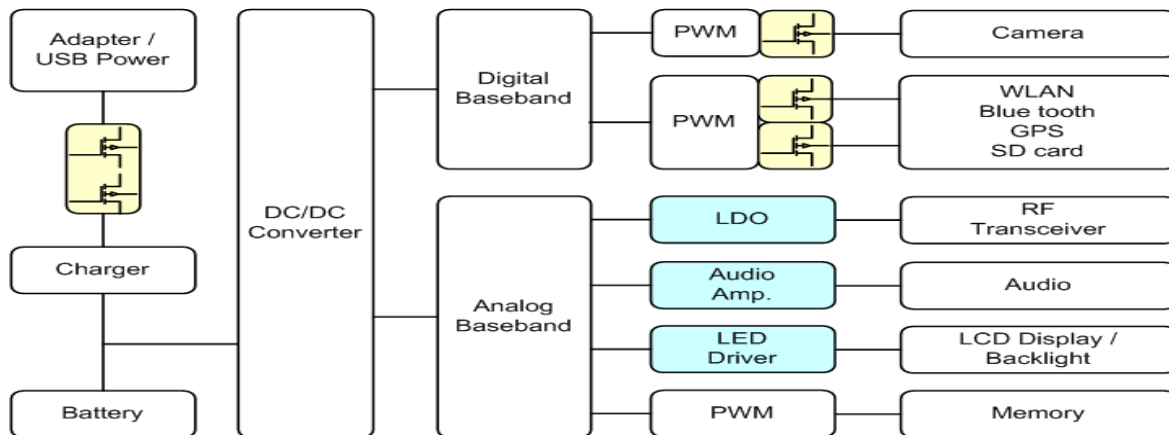 Adapter /
USB Power
Charger
Battery
DC/DC
Converter
Digital
Baseband
Analog
Baseband
PWM
PWM
LDO
Audio
Amp.
LED
Driver
PWM
Camera
WLAN
Blue tooth
GPS
SD card
RF
Transceiver
Audio
LCD Display /
Backlight
Memory